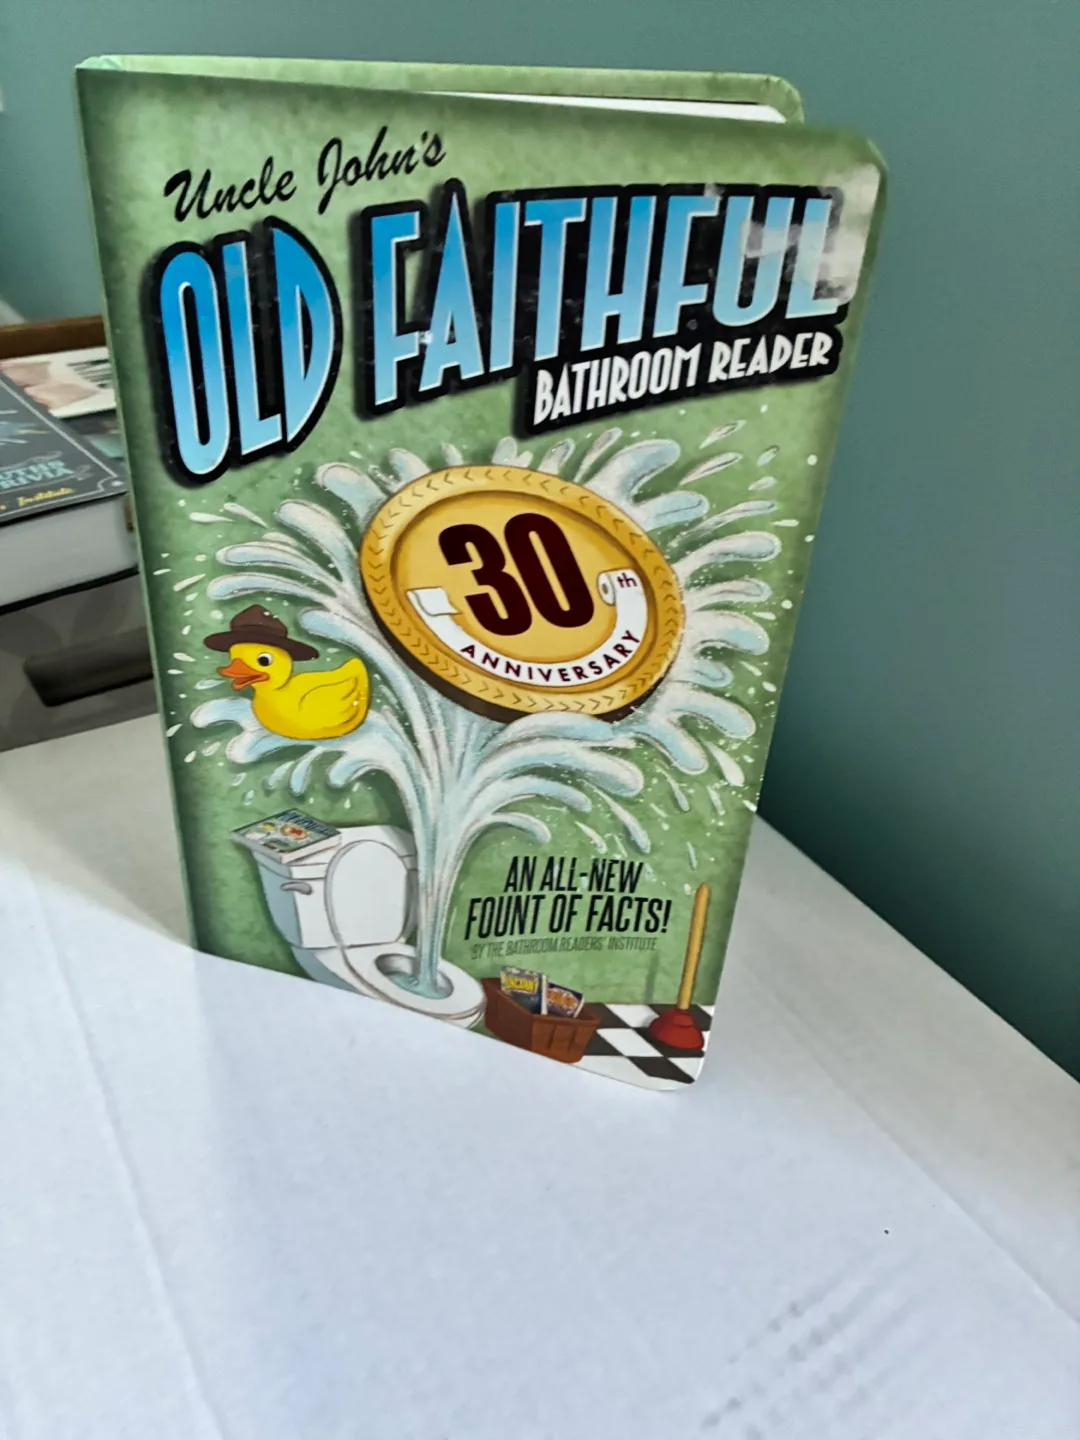 Uncle John's
OLD FAITHFUL
BATHROOM READER
30th
ANNIVERSARY
AN ALL-NEW
FOUNT OF FACTS!
BY THE BATHROOM READERS' INSTITUTE
Institute